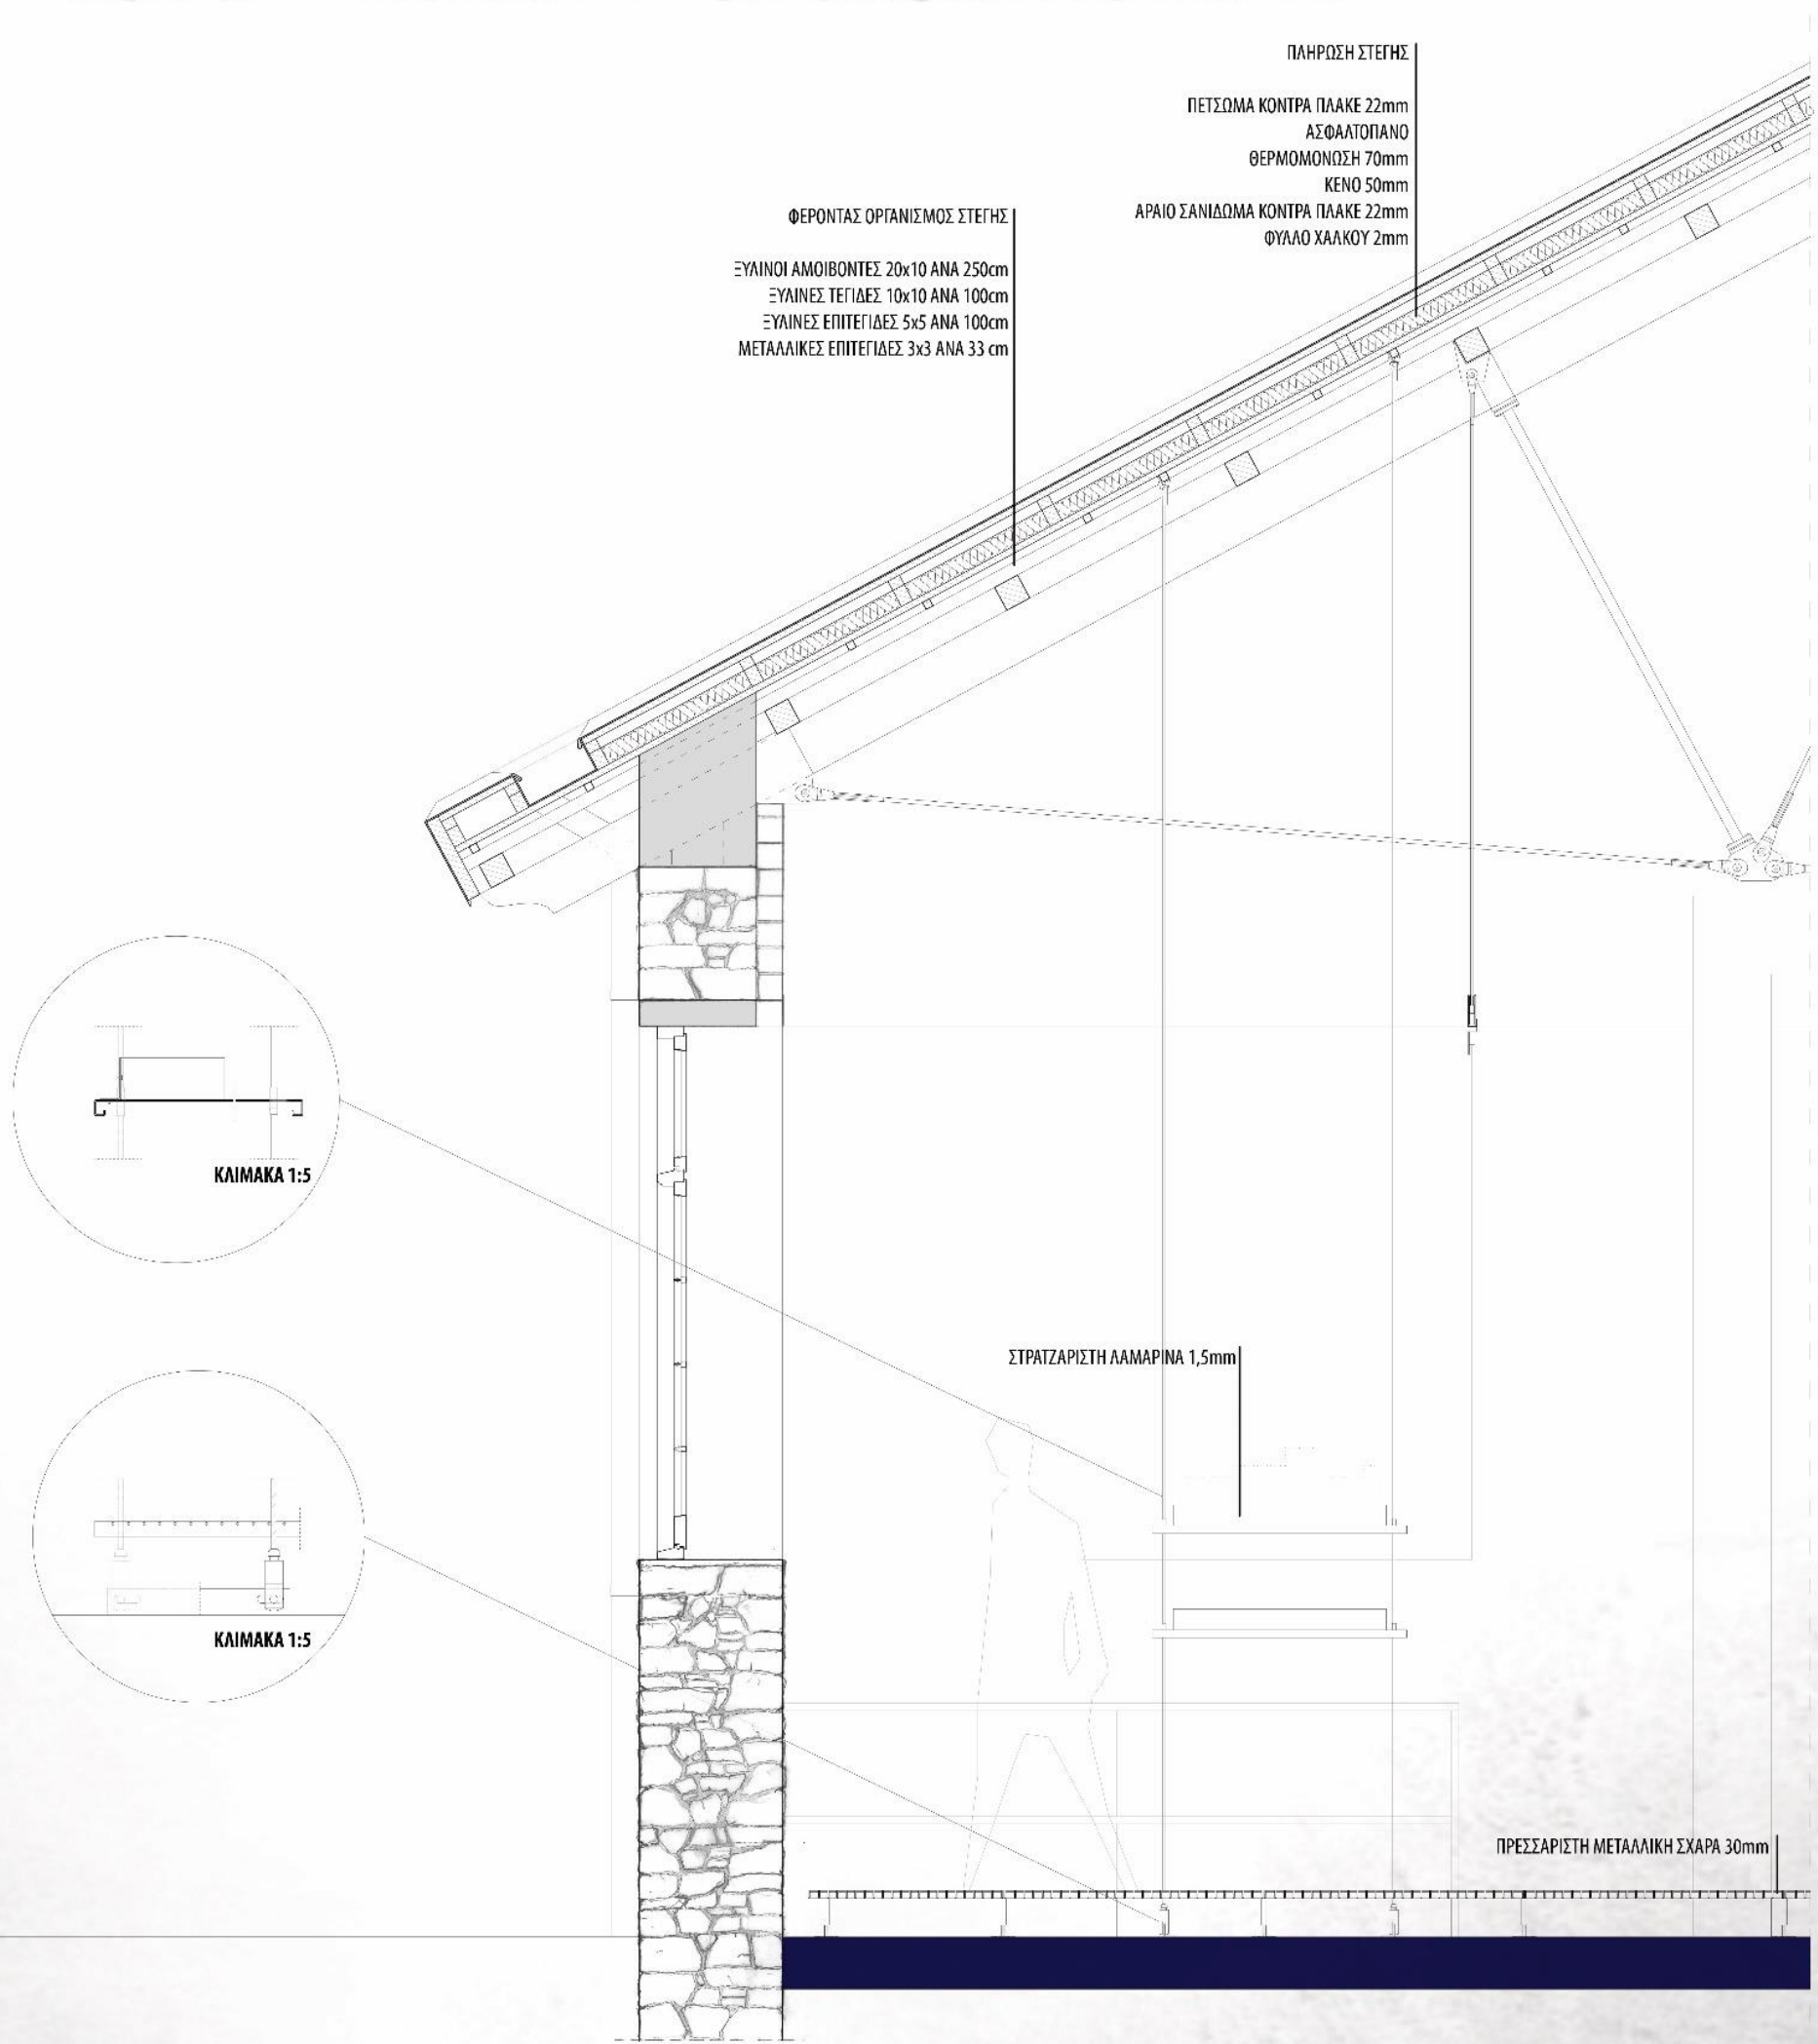 ΠΛΗΡΩΣΗ ΣΤΕΓΗΣ
ΠΕΤΣΩΜΑ ΚΟΝΤΡΑ ΠΛΑΚΕ 22mm
ΑΣΦΑΛΤΟΠΑΝΟ
ΘΕΡΜΟΜΟΝΩΣΗ 70mm
ΚΕΝΟ 50mm
ΑΡΑΙΟ ΣΑΝΙΔΩΜΑ ΚΟΝΤΡΑ ΠΛΑΚΕ 22mm
ΦΥΛΛΟ ΧΑΛΚΟΥ 2mm
ΦΕΡΟΝΤΑΣ ΟΡΓΑΝΙΣΜΟΣ ΣΤΕΓΗΣ
ΞΥΛΙΝΟΙ ΑΜΟΙΒΟΝΤΕΣ 20x10 ΑΝΑ 250cm
ΞΥΛΙΝΕΣ ΤΕΓΙΔΕΣ 10x10 ΑΝΑ 100cm
ΞΥΛΙΝΕΣ ΕΠΙΤΕΓΙΔΕΣ 5x5 ΑΝΑ 100cm
ΜΕΤΑΛΛΙΚΕΣ ΕΠΙΤΕΓΙΔΕΣ 3x3 ΑΝΑ 33 cm
ΚΛΙΜΑΚΑ 1:5
ΣΤΡΑΤΖΑΡΙΣΤΗ ΛΑΜΑΡΙΝΑ 1,5mm
ΚΛΙΜΑΚΑ 1:5
ΠΡΕΣΣΑΡΙΣΤΗ ΜΕΤΑΛΛΙΚΗ ΣΧΑΡΑ 30mm